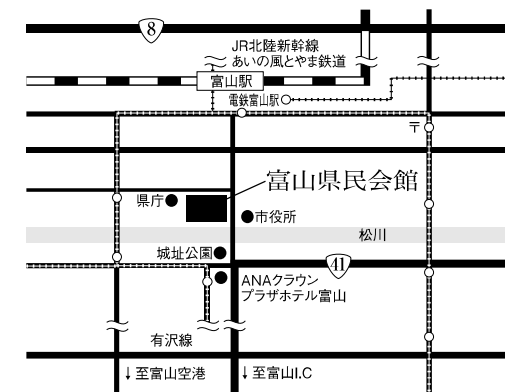 8
JR北陸新幹線
あいの風とやま鉄道
富山駅
電鉄富山駅
〒
富山県民会館
県庁
市役所
松川
城址公園
41
ANAクラウン
プラザホテル富山
有沢線
↓至富山空港
↓至富山I.C